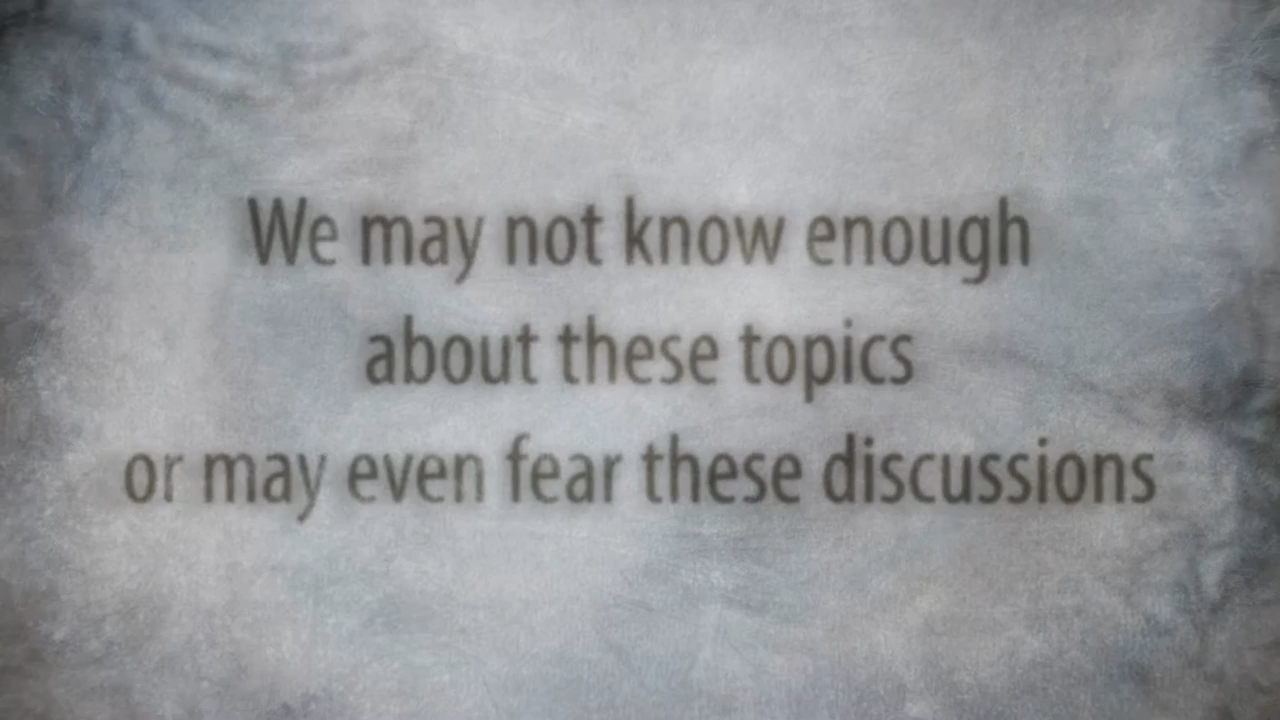 We may not know enough
about these topics
or may even fear these discussions